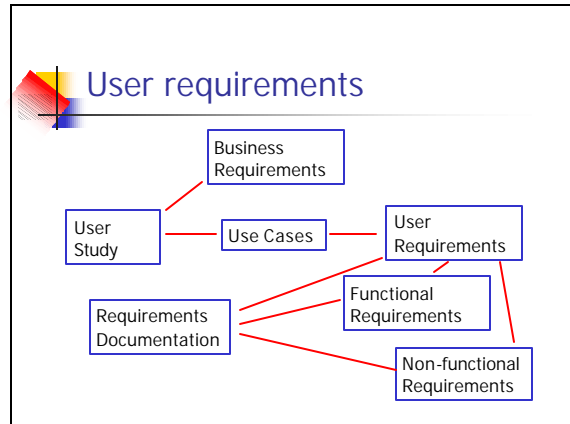 User requirements
Business
Requirements
User
Study
Use Cases
User
Requirements
Requirements
Documentation
Functional
Requirements
Non-functional
Requirements